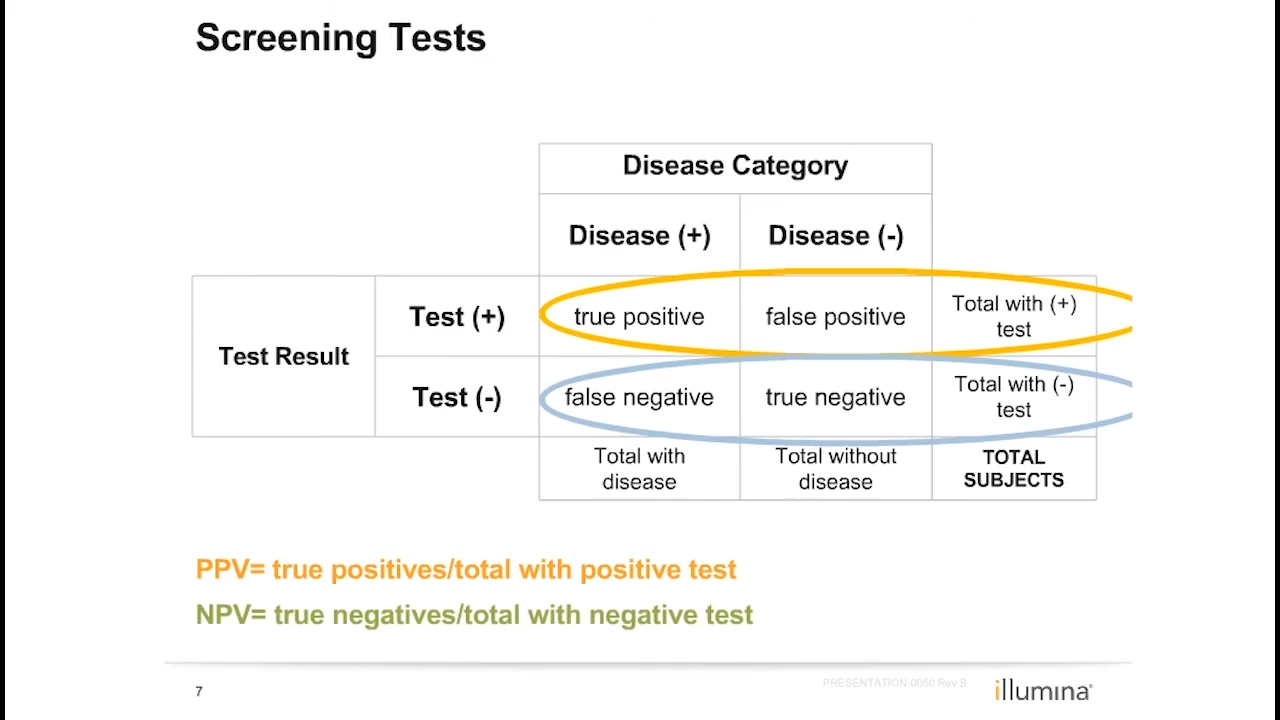 Screening Tests
Disease Category
Disease (+) Disease (-)
Test Result
Test (+) true positive false positive Total with (+)
test
Test (-) false negative true negative Total with (-)
test
Total with
disease
Total without
disease
TOTAL
SUBJECTS
PPV= true positives/total with positive test
NPV= true negatives/total with negative test
7
PRESENTATION-0050 Rev B
illumina®